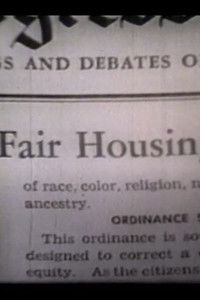 GS AND DEBATES O
Fair Housin
of race, color, religion, n
ancestry.
ORDINANCE S
This ordinance is so
designed to correct a
equity. As the citizens